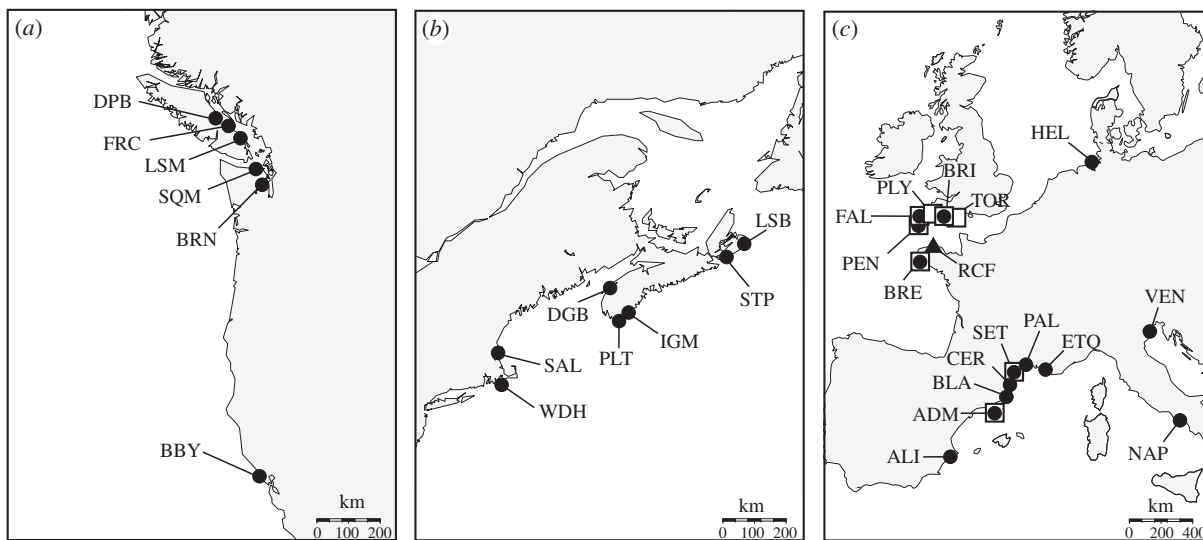 (a)
DPB
FRC
LSM
SQM
BRN
BBY
km
0 100 200
(b)
LSB
STP
DGB
IGM
PLT
SAL
WDH
km
0 100 200
(c)
HEL
BRI
PLY
TOR
FAL
PEN
RCF
BRE
VEN
PAL
SET
ETQ
CER
BLA
ADM
NAP
ALI
km
0 200 400